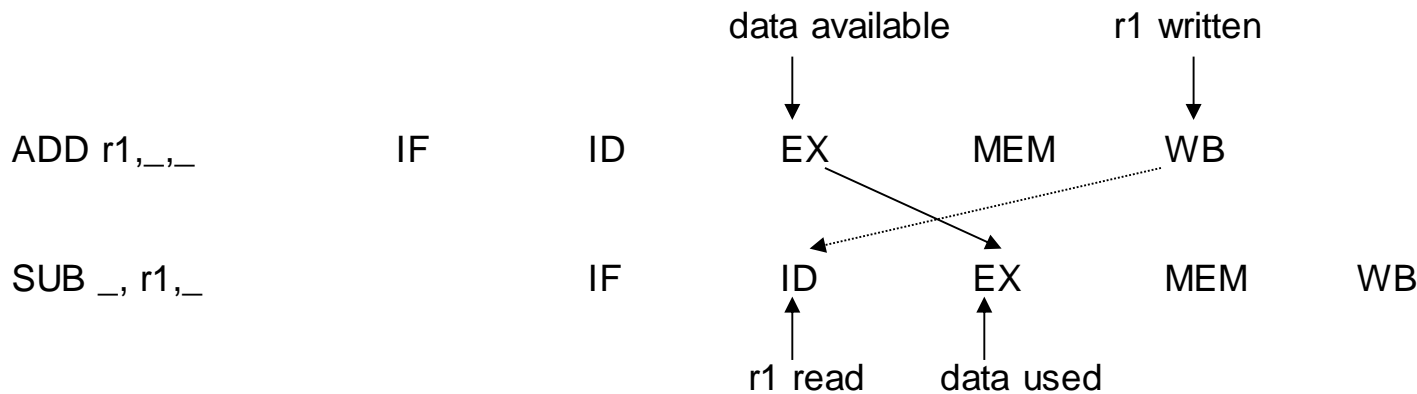 data available r1 written
ADD r1,_,_ IF ID EX MEM WB
SUB _, r1,_ IF ID EX MEM WB
r1 read data used